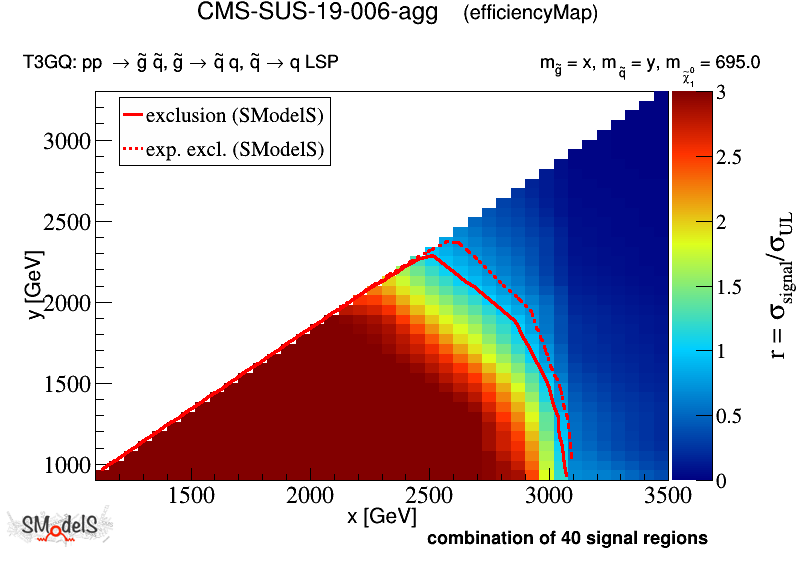 CMS-SUS-19-006-agg (efficiencyMap)
T3GQ: pp → g̃ q̃, g̃ → q̃ q, q̃ → q LSP
m_g̃ = x, m_q̃ = y, m_χ̃₁⁰ = 695.0
exclusion (SModelS)
exp. excl. (SModelS)
3000
2500
2000
1500
1000
y [GeV]
1500
2000
2500
3000
3500
x [GeV]
3
2.5
2
1.5
1
0.5
0
r = σ_signal/σ_UL
SModelS
combination of 40 signal regions